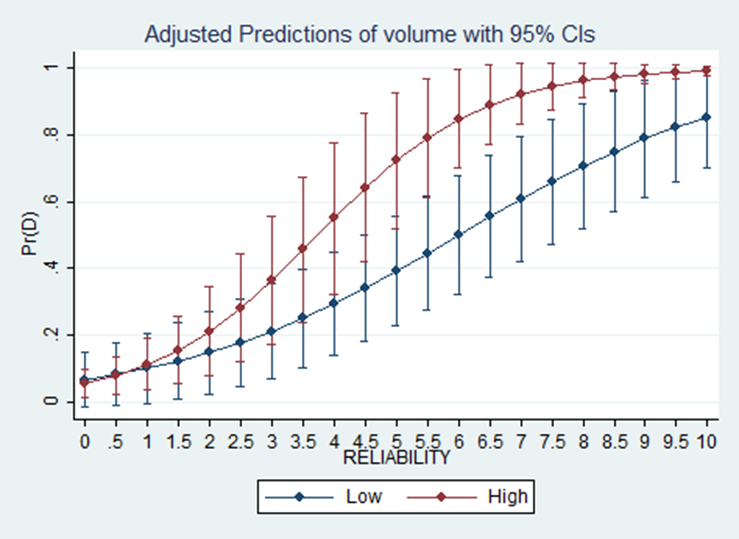 Adjusted Predictions of volume with 95% CIs
1
.8
.6
.4
.2
0
Pr(D)
0 .5 1 1.5 2 2.5 3 3.5 4 4.5 5 5.5 6 6.5 7 7.5 8 8.5 9 9.5 10
RELIABILITY
Low High